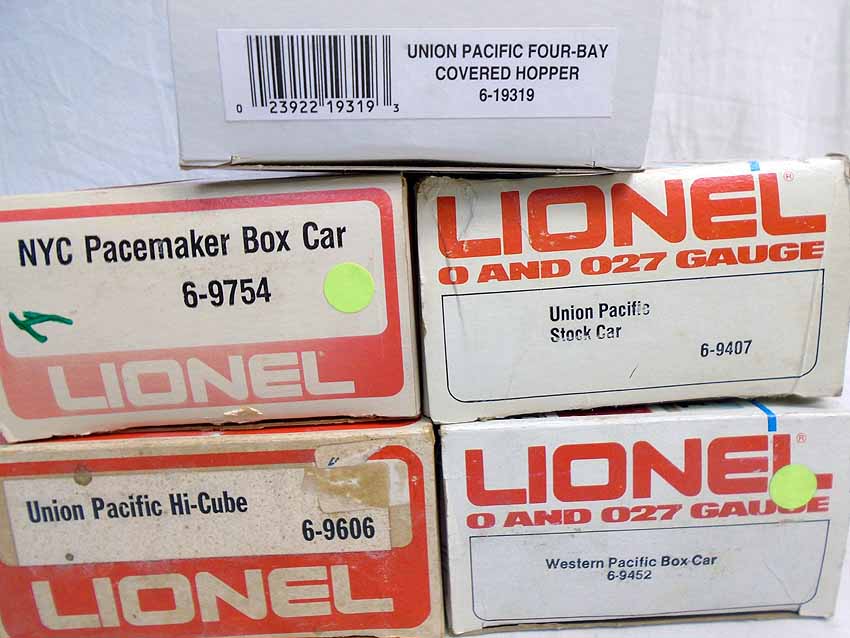 UNION PACIFIC FOUR-BAY
COVERED HOPPER
6-19319
0 23922 19319 3
NYC Pacemaker Box Car
6-9754
LIONEL
LIONEL®
O AND O27 GAUGE
Union Pacific
Stock Car
6-9407
Union Pacific Hi-Cube
6-9606
LIONEL
LIONEL®
O AND O27 GAUGE
Western Pacific Box Car
6-9452